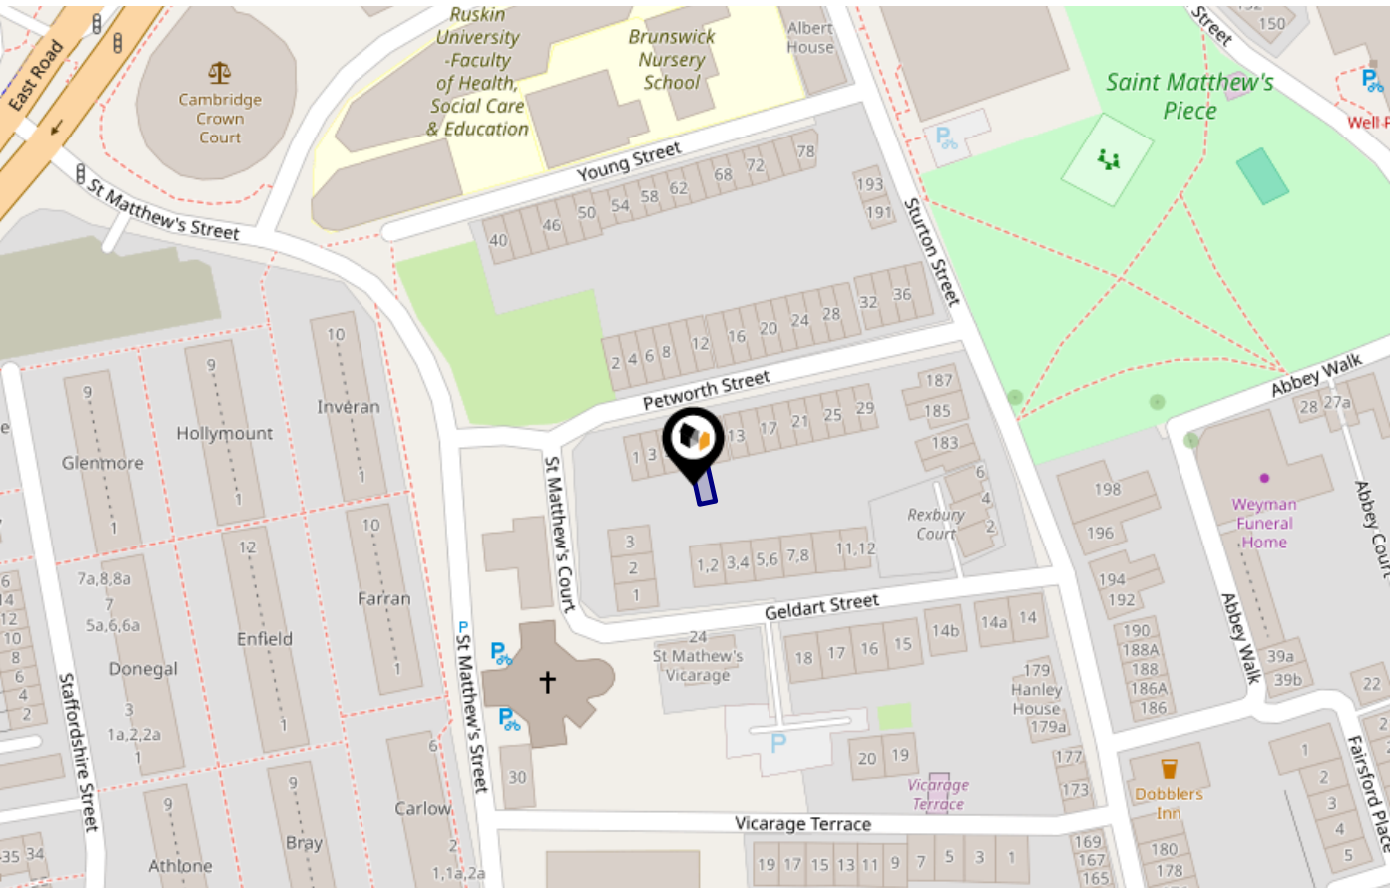 Ruskin
University
-Faculty
of Health,
Social Care
& Education
Brunswick
Nursery
School
Albert
House
Street
150
East Road
Cambridge
Crown
Court
Saint Matthew's
Piece
P
Well P
P
Young Street
78
72
68
62
58
54
50
46
40
193
191
St Matthew's Street
Sturton Street
36
32
28
24
20
16
12
8
6
4
2
10
Inveran
1
9
Hollymount
1
9
Glenmore
1
Petworth Street
Abbey Walk
28
27a
187
185
183
29
25
21
17
13
3
1
St Matthew's Court
6
4
2
Rexbury
Court
198
196
Weyman
Funeral
Home
Abbey Court
10
Farran
1
12
Enfield
1
7a,8,8a
7
5a,6,6a
Donegal
3
1a,2,2a
1
6
14
12
10
8
6
4
2
Staffordshire Street
3
2
1
1,2
3,4
5,6
7,8
11,12
Geldart Street
194
192
190
188A
188
186A
186
Abbey Walk
39a
39b
22
P
P
P
St Matthew's Street
24
St Mathew's
Vicarage
18
17
16
15
14b
14a
14
179
Hanley
House
179a
P
20
19
177
173
Vicarage
Terrace
Dobblers
Inn
1
2
3
4
5
Fairsford Place
6
Carlow
2
1,1a,2a
9
Bray
9
Athlone
35
34
30
Vicarage Terrace
19
17
15
13
11
9
7
5
3
1
169
167
165
180
178